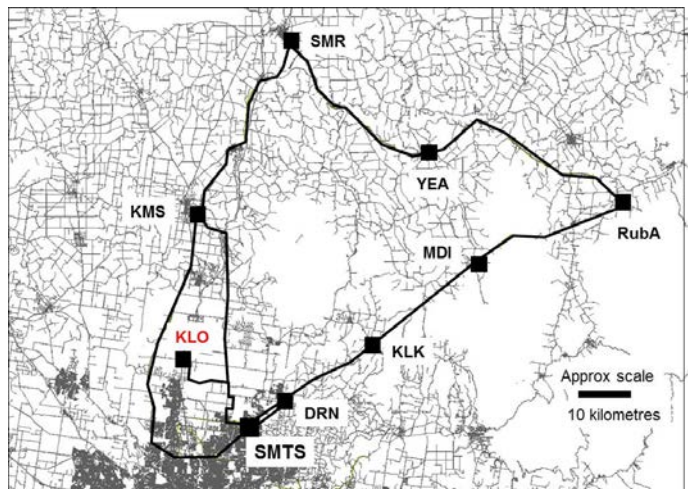 SMR
YEA
KMS
RubA
MDI
KLO
KLK
Approx scale
10 kilometres
DRN
SMTS